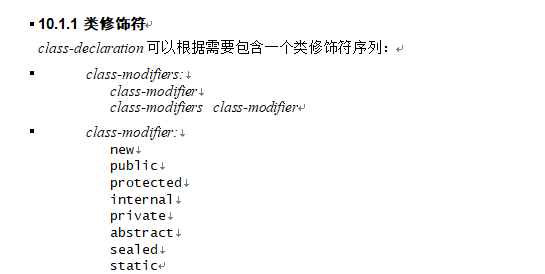 10.1.1 类修饰符
class-declaration 可以根据需要包含一个类修饰符序列：
class-modifiers:
class-modifier
class-modifiers class-modifier
class-modifier:
new
public
protected
internal
private
abstract
sealed
static